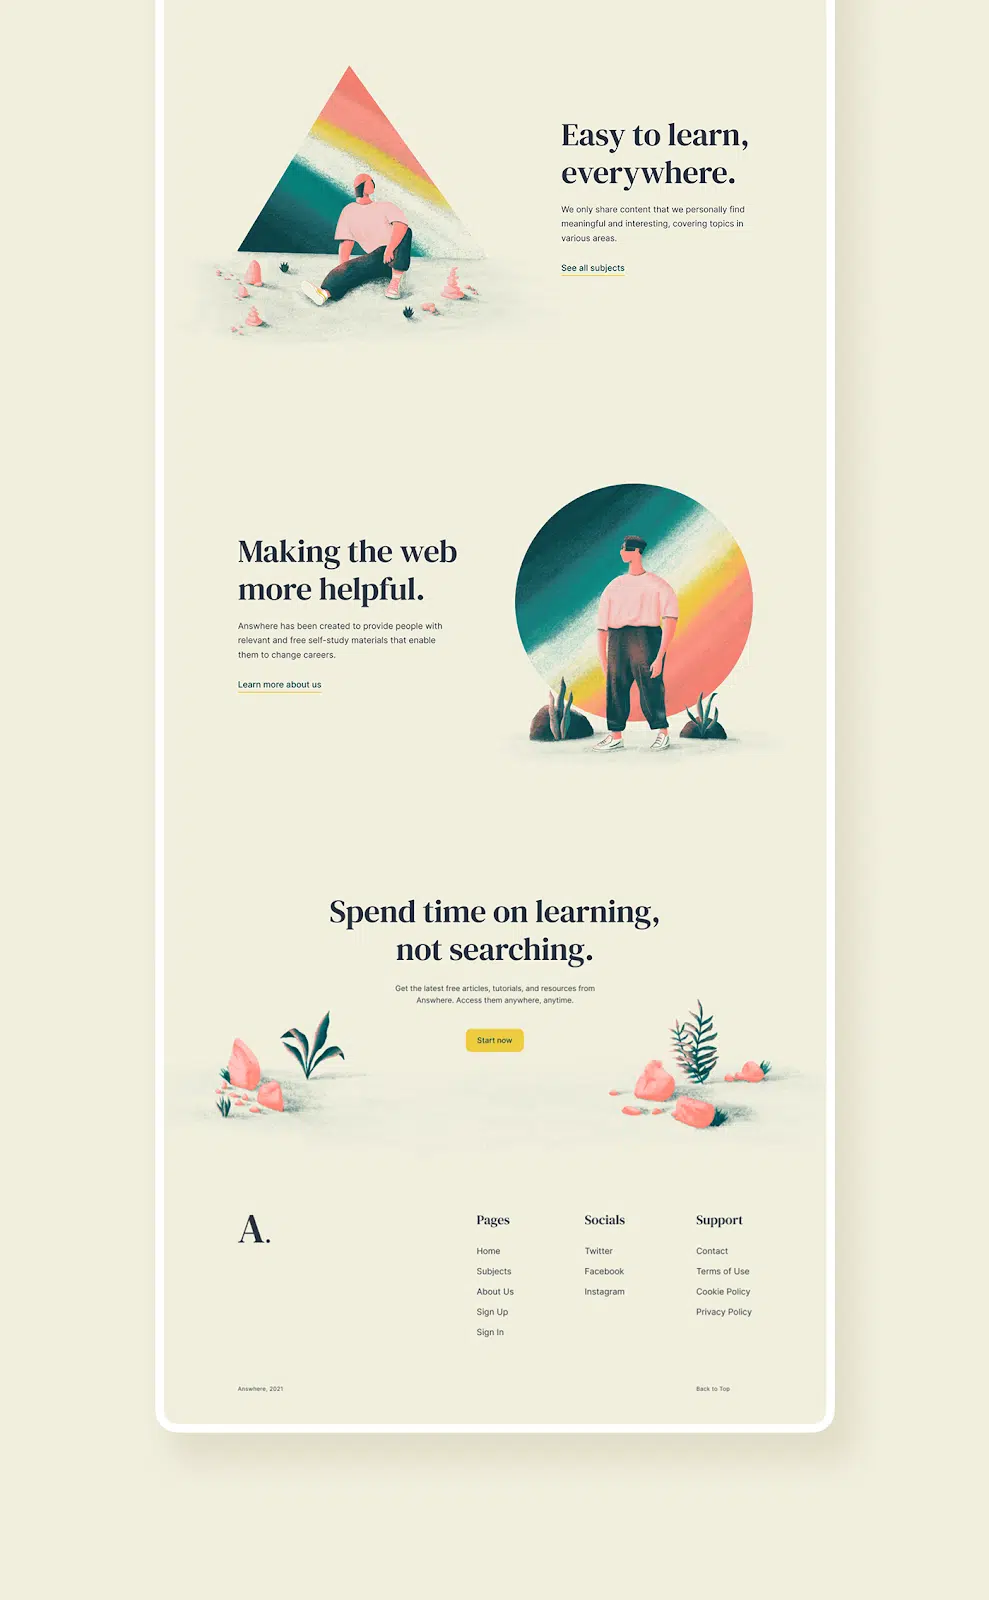 Easy to learn,
everywhere.
We only share content that we personally find
meaningful and interesting, covering topics in
various areas.
See all subjects
Making the web
more helpful.
Answhere has been created to provide people with
relevant and free self-study materials that enable
them to change careers.
Learn more about us
Spend time on learning,
not searching.
Get the latest free articles, tutorials, and resources from
Answhere. Access them anywhere, anytime.
Start now
A.
Pages
Home
Subjects
About Us
Sign Up
Sign In
Socials
Twitter
Facebook
Instagram
Support
Contact
Terms of Use
Cookie Policy
Privacy Policy
Answhere, 2021
Back to Top